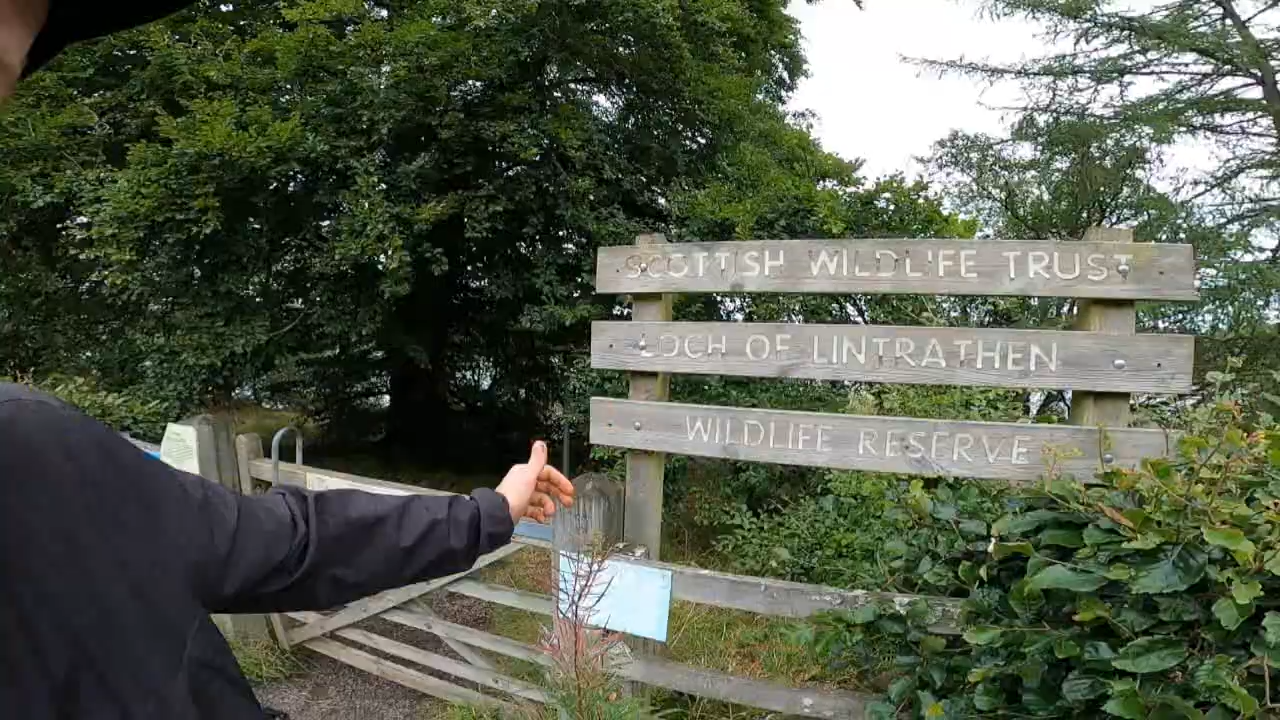 SCOTTISH WILDLIFE TRUST
LOCH OF LINTRATHEN
WILDLIFE RESERVE